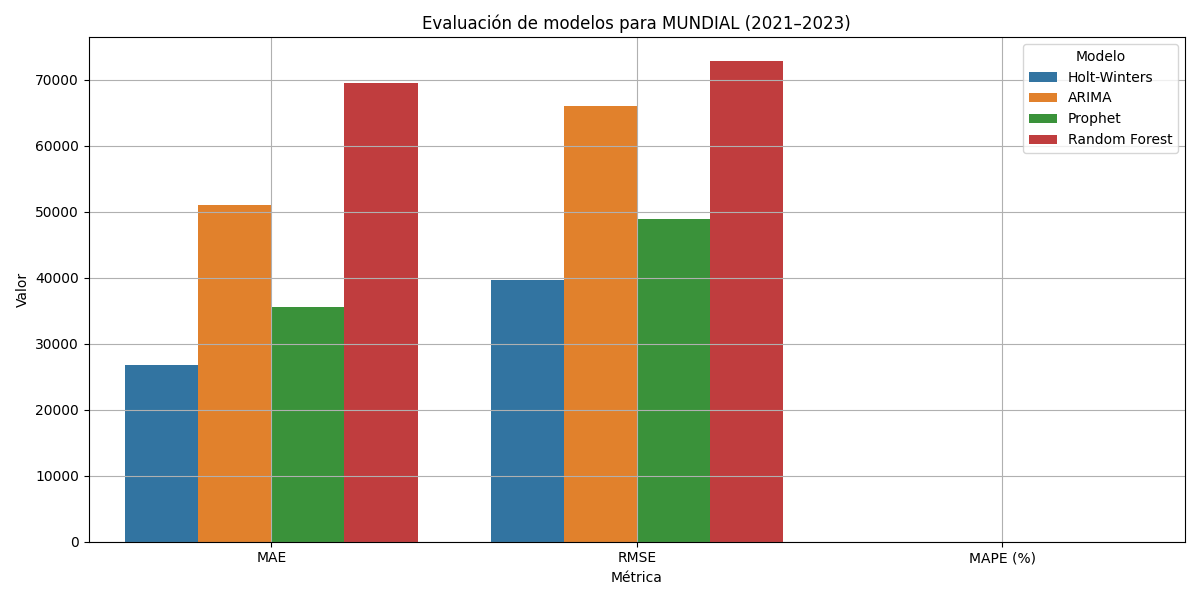 Evaluación de modelos para MUNDIAL (2021–2023)
Modelo
Holt-Winters
ARIMA
Prophet
Random Forest
Valor
70000
60000
50000
40000
30000
20000
10000
0
MAE
RMSE
MAPE (%)
Métrica